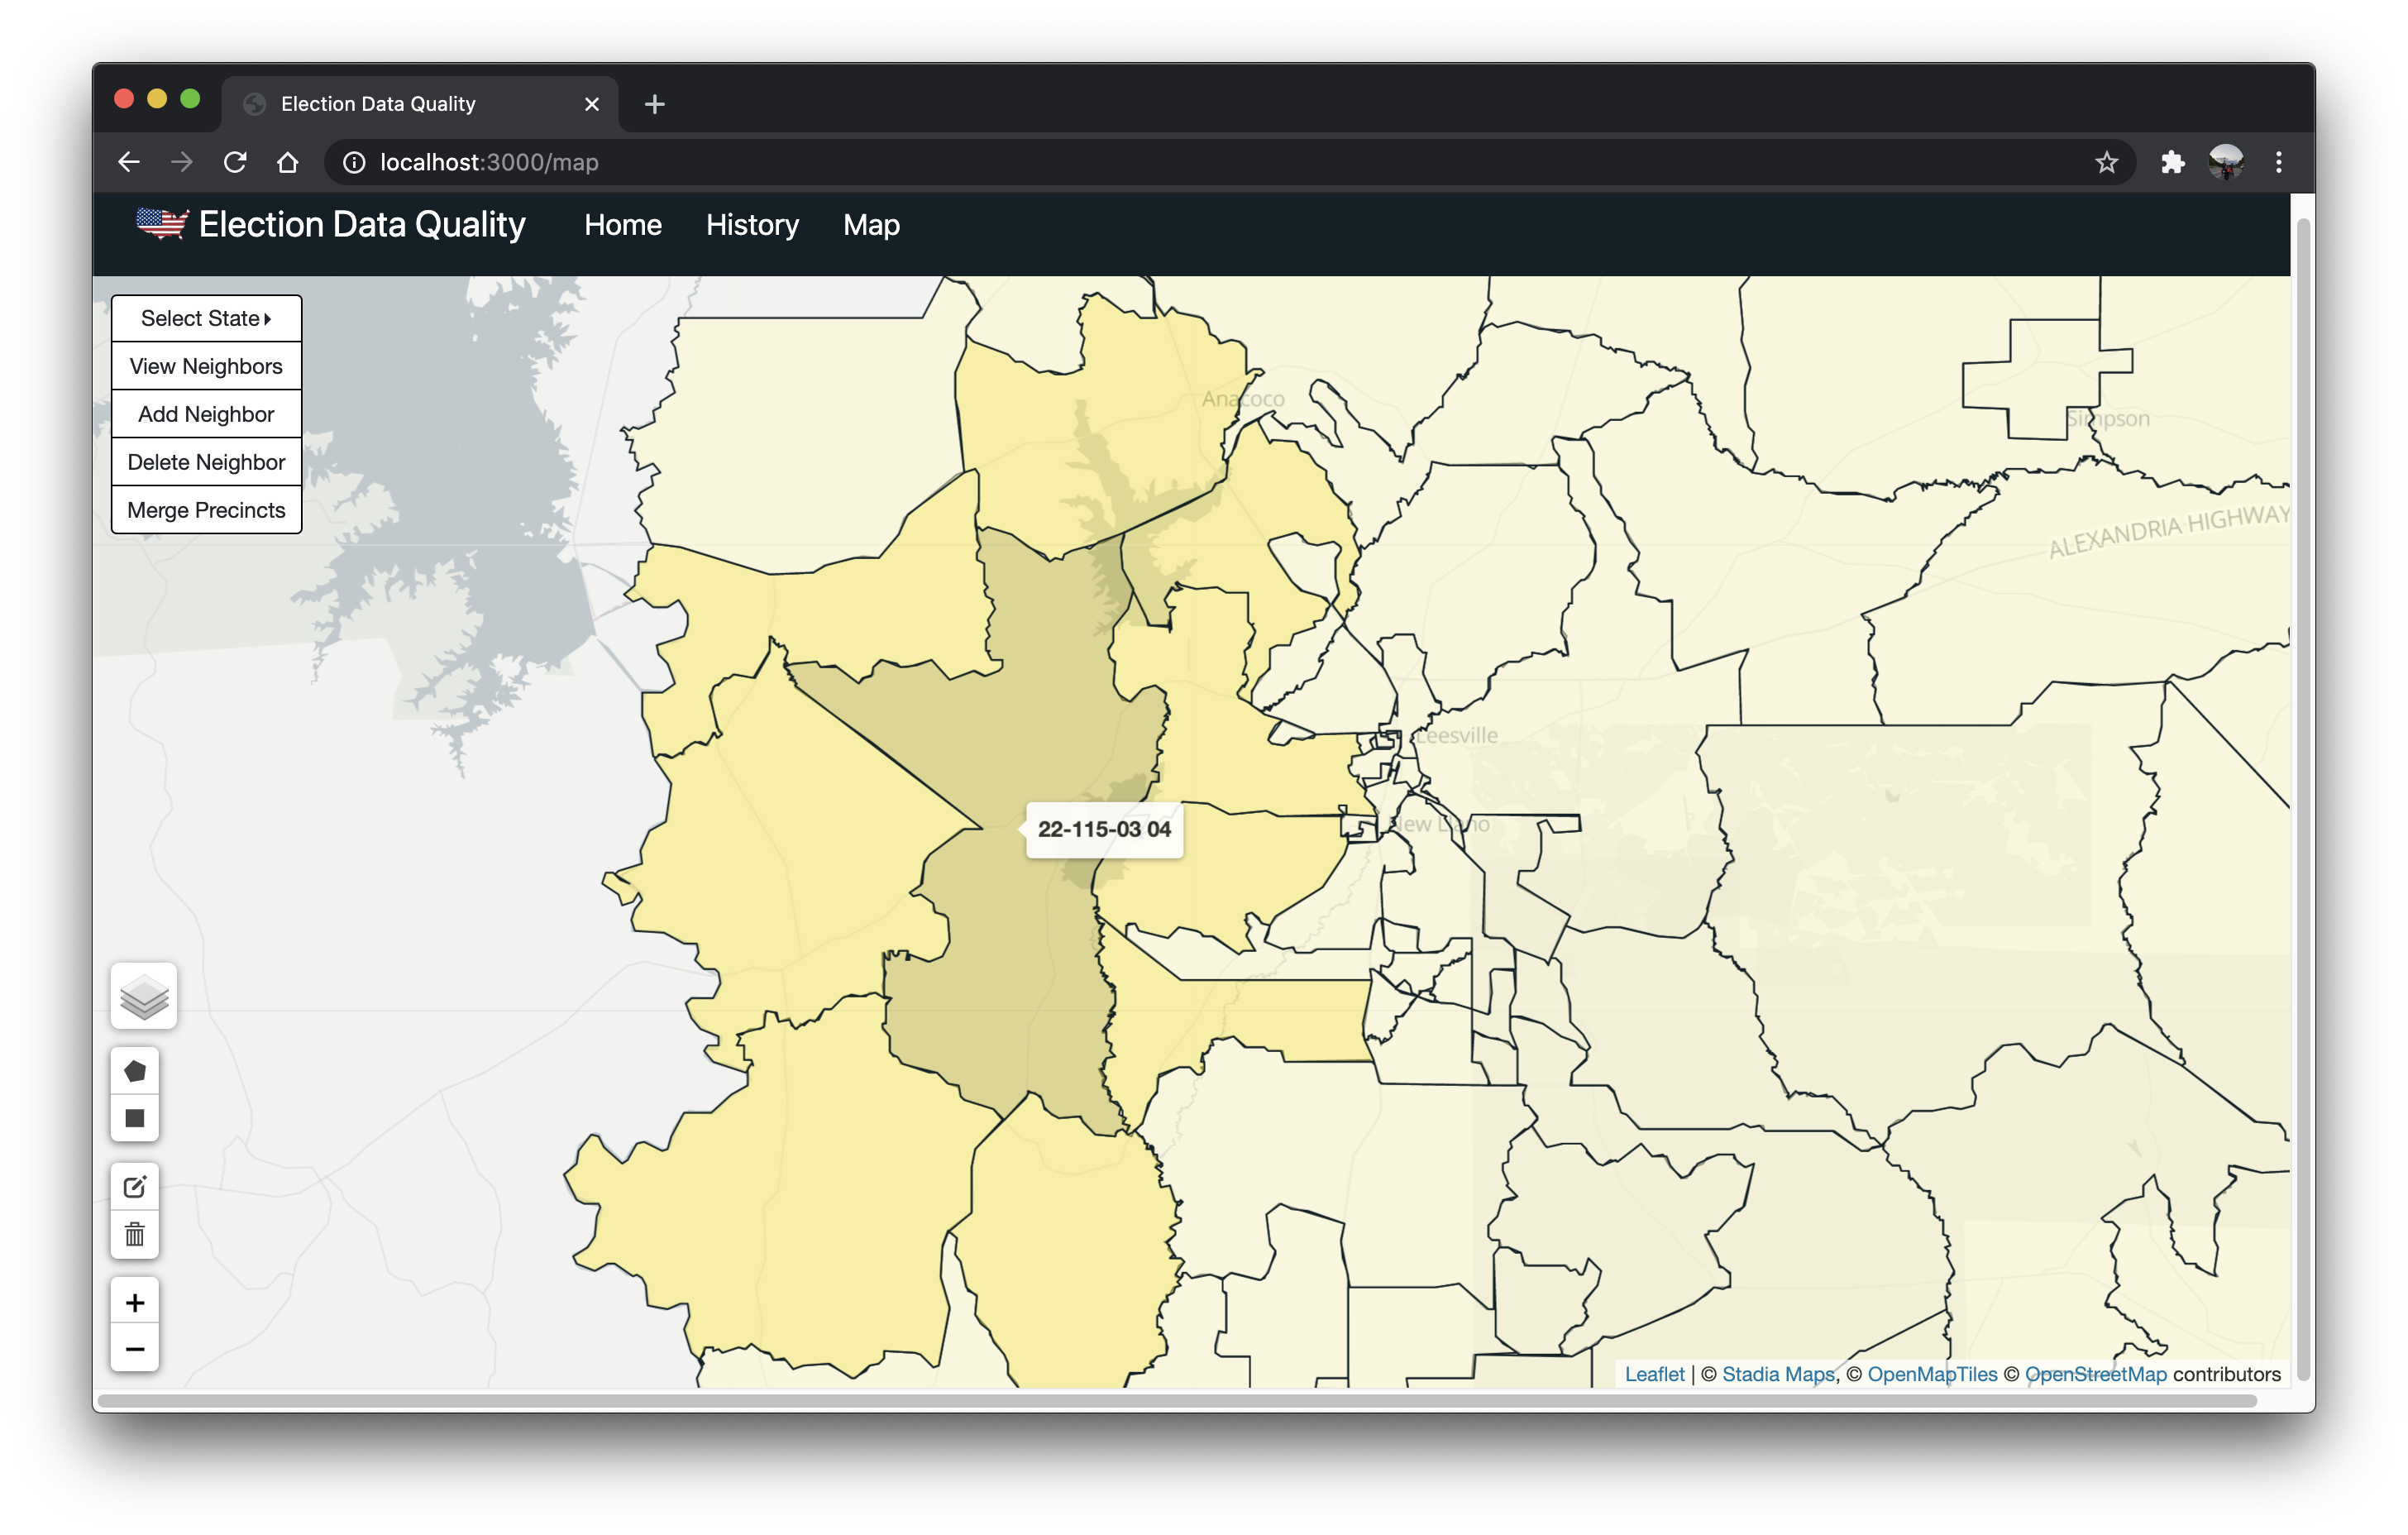 Election Data Quality
localhost:3000/map
Election Data Quality Home History Map
Select State
View Neighbors
Add Neighbor
Delete Neighbor
Merge Precincts
Anacoco
Simpson
ALEXANDRIA HIGHWAY
Leesville
New Llano
22-115-03 04
+
−
Leaflet | © Stadia Maps, © OpenMapTiles © OpenStreetMap contributors